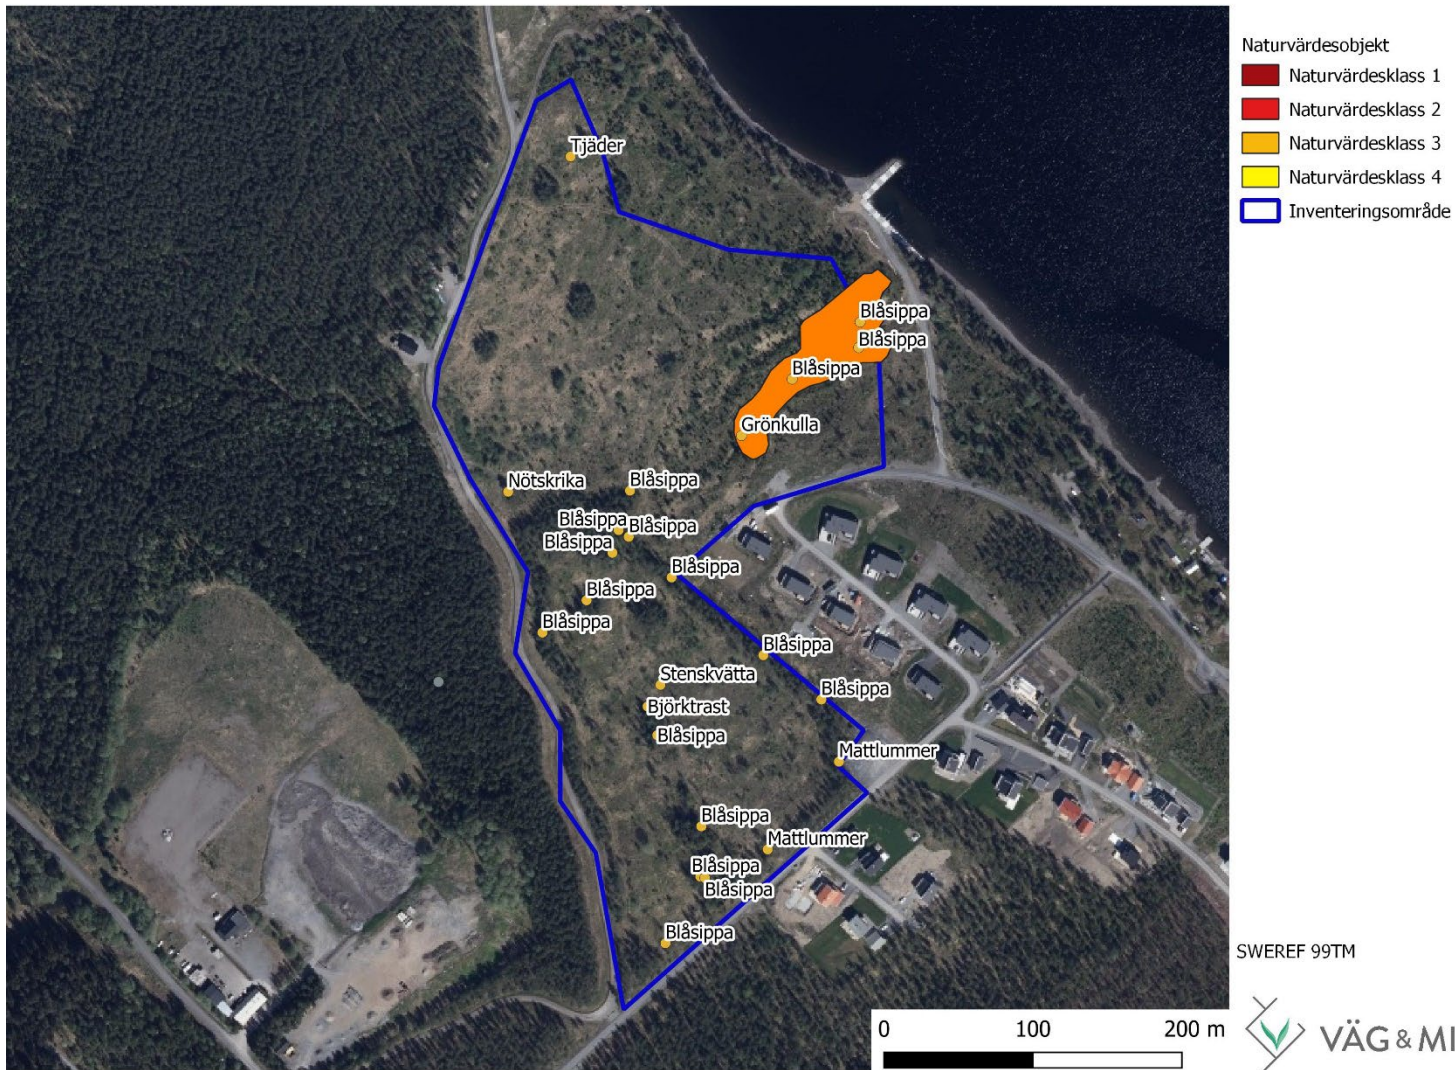 Naturvärdesobjekt
Naturvärdesklass 1
Naturvärdesklass 2
Naturvärdesklass 3
Naturvärdesklass 4
Inventeringsområde
Tjäder
Blåsippa
Blåsippa
Blåsippa
Grönkulla
Nötskrika
Blåsippa
Blåsippa
Blåsippa
Blåsippa
Blåsippa
Blåsippa
Blåsippa
Blåsippa
Stenskvätta
Blåsippa
Björktrast
Blåsippa
Mattlummer
Blåsippa
Mattlummer
Blåsippa
Blåsippa
Blåsippa
SWEREF 99TM
0 100 200 m
VÄG & MI